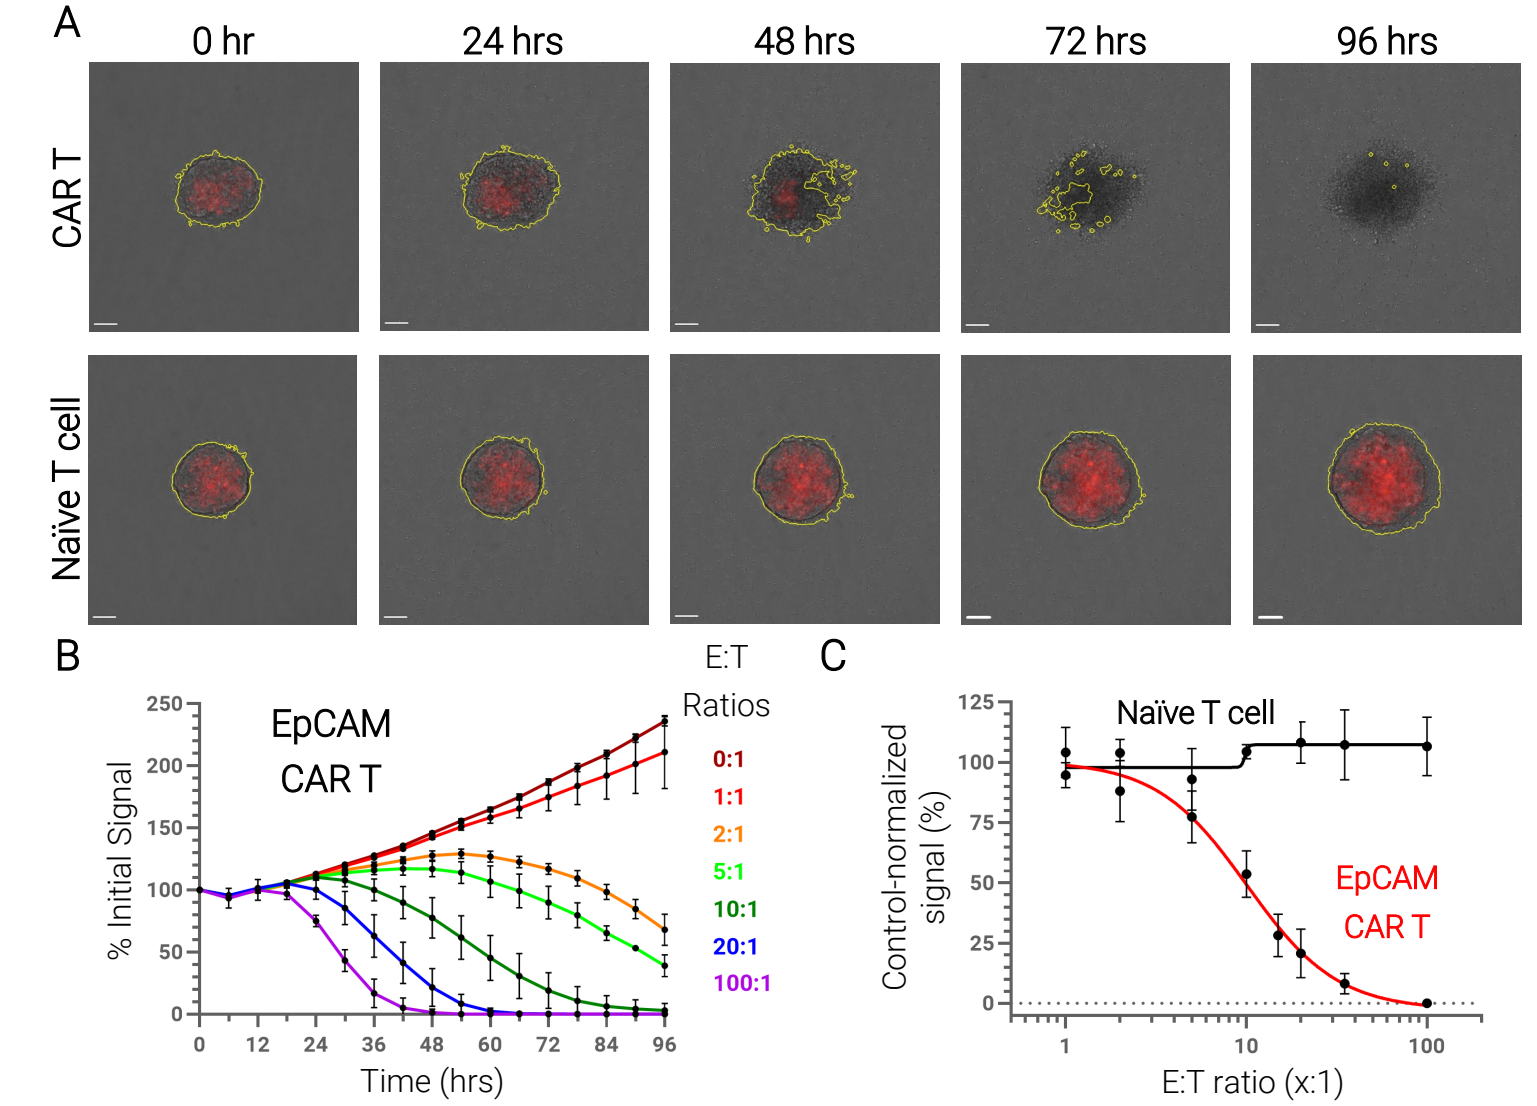 A
0 hr
24 hrs
48 hrs
72 hrs
96 hrs
CAR T
Naïve T cell
B
EpCAM
CAR T
% Initial Signal
250
200
150
100
50
0
0
12
24
36
48
60
72
84
96
Time (hrs)
E:T
Ratios
0:1
1:1
2:1
5:1
10:1
20:1
100:1
C
Control-normalized
signal (%)
125
100
75
50
25
0
Naïve T cell
EpCAM
CAR T
1
10
100
E:T ratio (x:1)